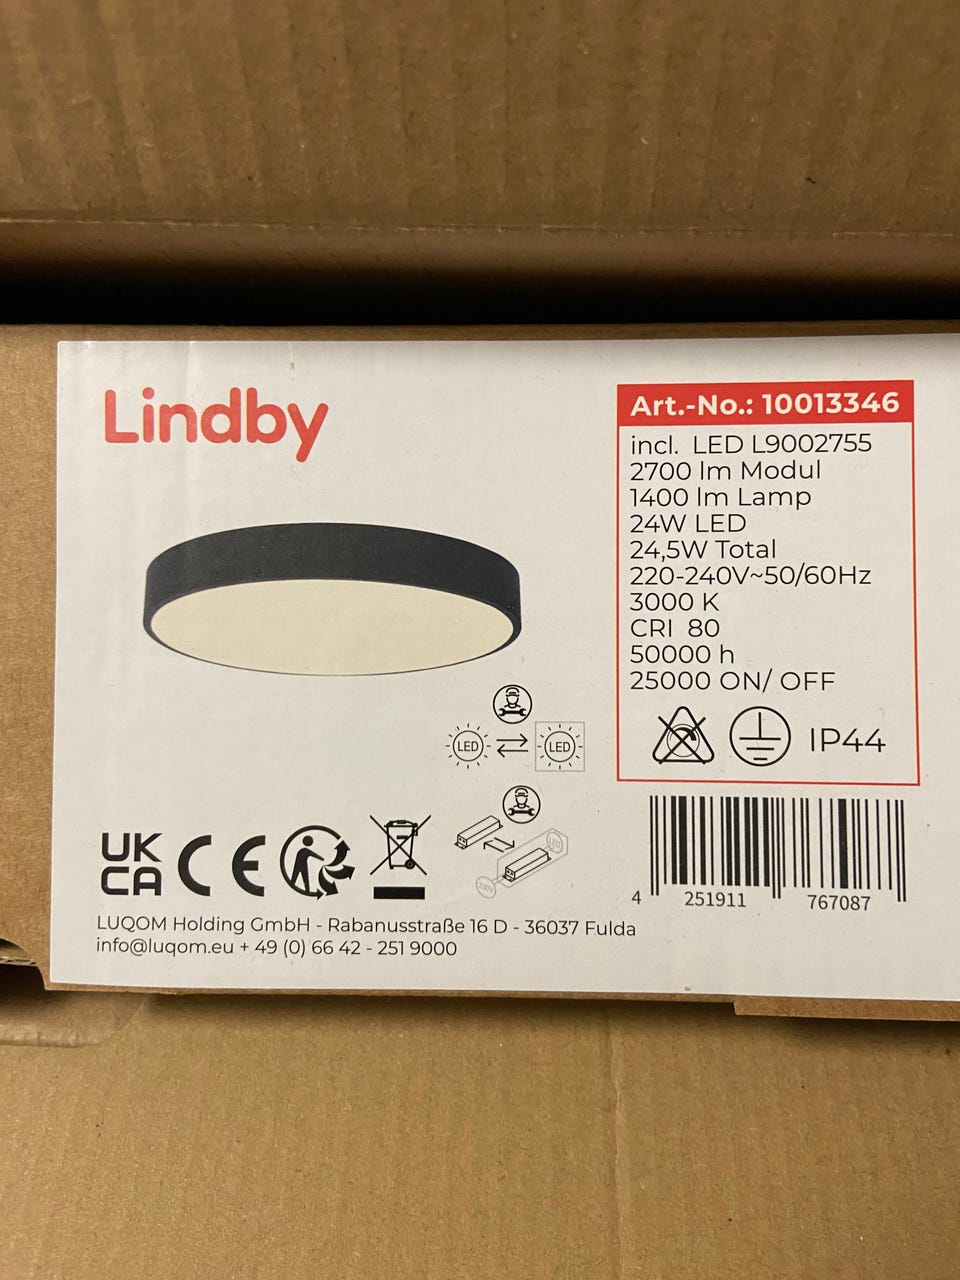 Lindby
Art.-No.: 10013346
incl. LED L9002755
2700 lm Modul
1400 lm Lamp
24W LED
24,5W Total
220-240V~50/60Hz
3000 K
CRI 80
50000 h
25000 ON/ OFF
IP44
LED
LED
LED
230V
UK
CA
CE
4 251911 767087
LUQOM Holding GmbH - Rabanusstraße 16 D - 36037 Fulda
info@luqom.eu + 49 (0) 66 42 - 251 9000